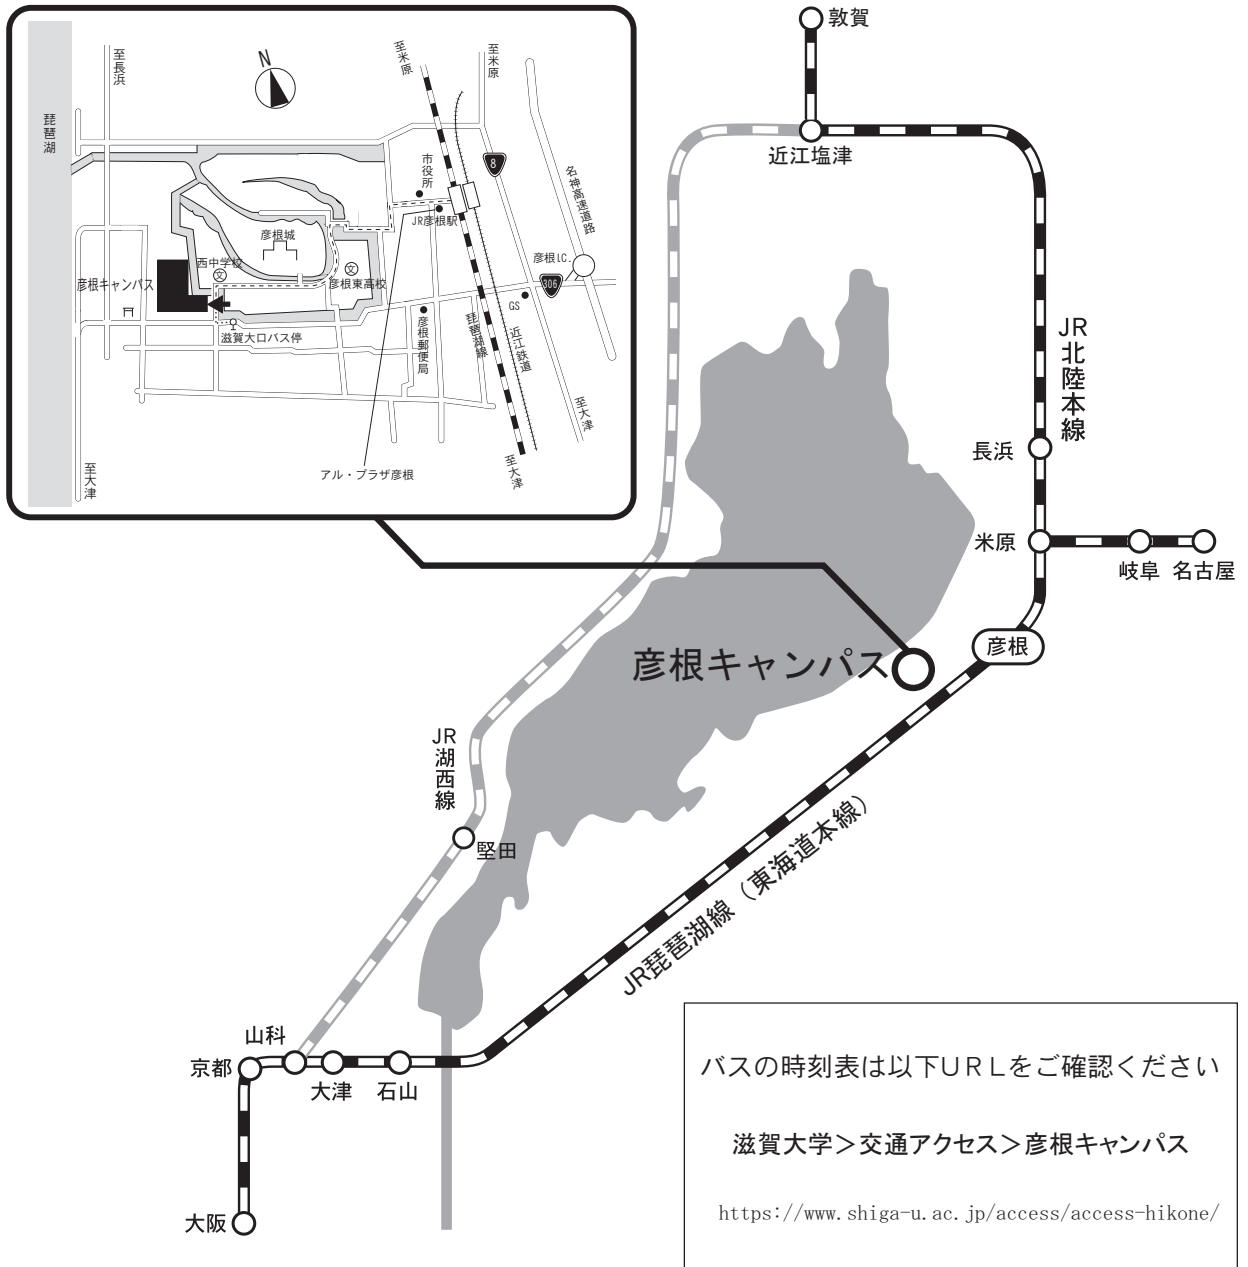 敦賀
近江塩津
JR北陸本線
長浜
米原
岐阜
名古屋
彦根
彦根キャンパス
JR湖西線
堅田
JR琵琶湖線（東海道本線）
山科
京都
大津
石山
大阪
至長浜
N
至米原
至米原
琵琶湖
市役所
8
名神高速道路
JR彦根駅
彦根城
西中学校
文
文
彦根東高校
彦根I.C.
306
彦根キャンパス
GS
滋賀大口バス停
彦根郵便局
琵琶湖線
近江鉄道
至大津
至大津
至大津
アル・プラザ彦根
バスの時刻表は以下URLをご確認ください
滋賀大学＞交通アクセス＞彦根キャンパス
https://www.shiga-u.ac.jp/access/access-hikone/